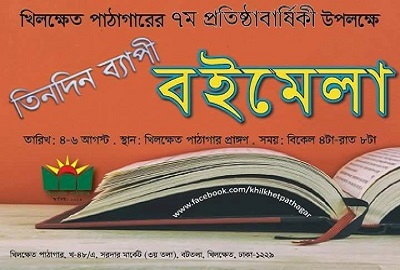 খিলক্ষেত পাঠাগারের ৭ম প্রতিষ্ঠাবার্ষিকী উপলক্ষে
তিনদিন ব্যাপী
বইমেলা
তারিখ: ৪-৬ আগস্ট . স্থান: খিলক্ষেত পাঠাগার প্রাঙ্গণ . সময়: বিকেল ৪টা-রাত ৮টা
www.facebook.com/khilkhetpathagar
খিলক্ষেত পাঠাগার, খ-৪৮/এ, সরদার মার্কেট (৩য় তলা), বটতলা, খিলক্ষেত, ঢাকা-১২২৯